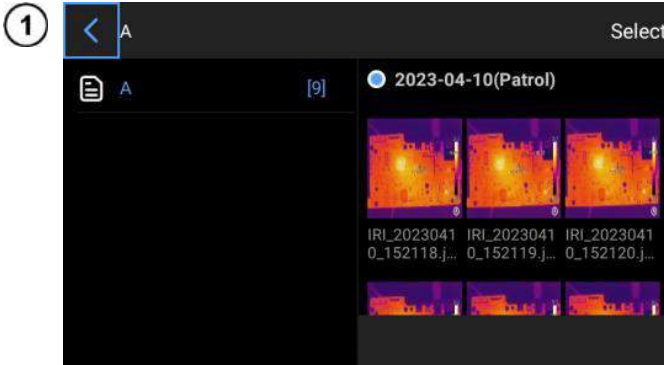 1
A
Select
A [9]
2023-04-10(Patrol)
IRI_2023041 IRI_2023041 IRI_2023041
0_152118.j... 0_152119.j... 0_152120.j...